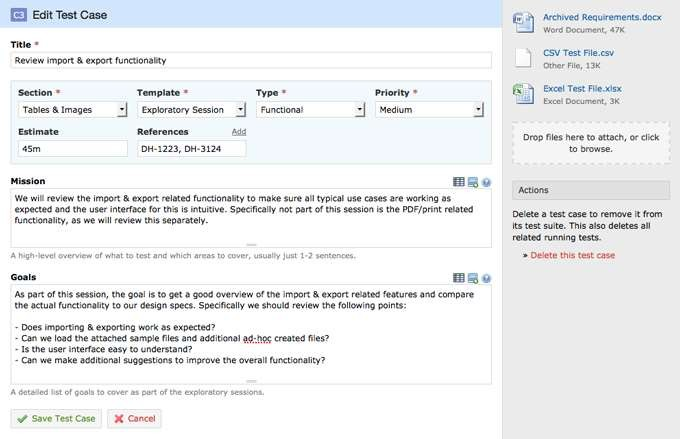 C3 Edit Test Case
Title *
Review import & export functionality
Section * Template * Type * Priority *
Tables & Images Exploratory Session Functional Medium
Estimate References Add
45m DH-1223, DH-3124
Mission
We will review the import & export related functionality to make sure all typical use cases are working as
expected and the user interface for this is intuitive. Specifically not part of this session is the PDF/print related
functionality, as we will review this separately.
A high-level overview of what to test and which areas to cover, usually just 1-2 sentences.
Goals
As part of this session, the goal is to get a good overview of the import & export related features and compare
the actual functionality to our design specs. Specifically we should review the following points:
- Does importing & exporting work as expected?
- Can we load the attached sample files and additional ad-hoc created files?
- Is the user interface easy to understand?
- Can we make additional suggestions to improve the overall functionality?
A detailed list of goals to cover as part of the exploratory sessions.
Save Test Case Cancel
Archived Requirements.docx
Word Document, 47K
CSV Test File.csv
Other File, 13K
Excel Test File.xlsx
Excel Document, 3K
Drop files here to attach, or click
to browse.
Actions
Delete a test case to remove it from
its test suite. This also deletes all
related running tests.
» Delete this test case